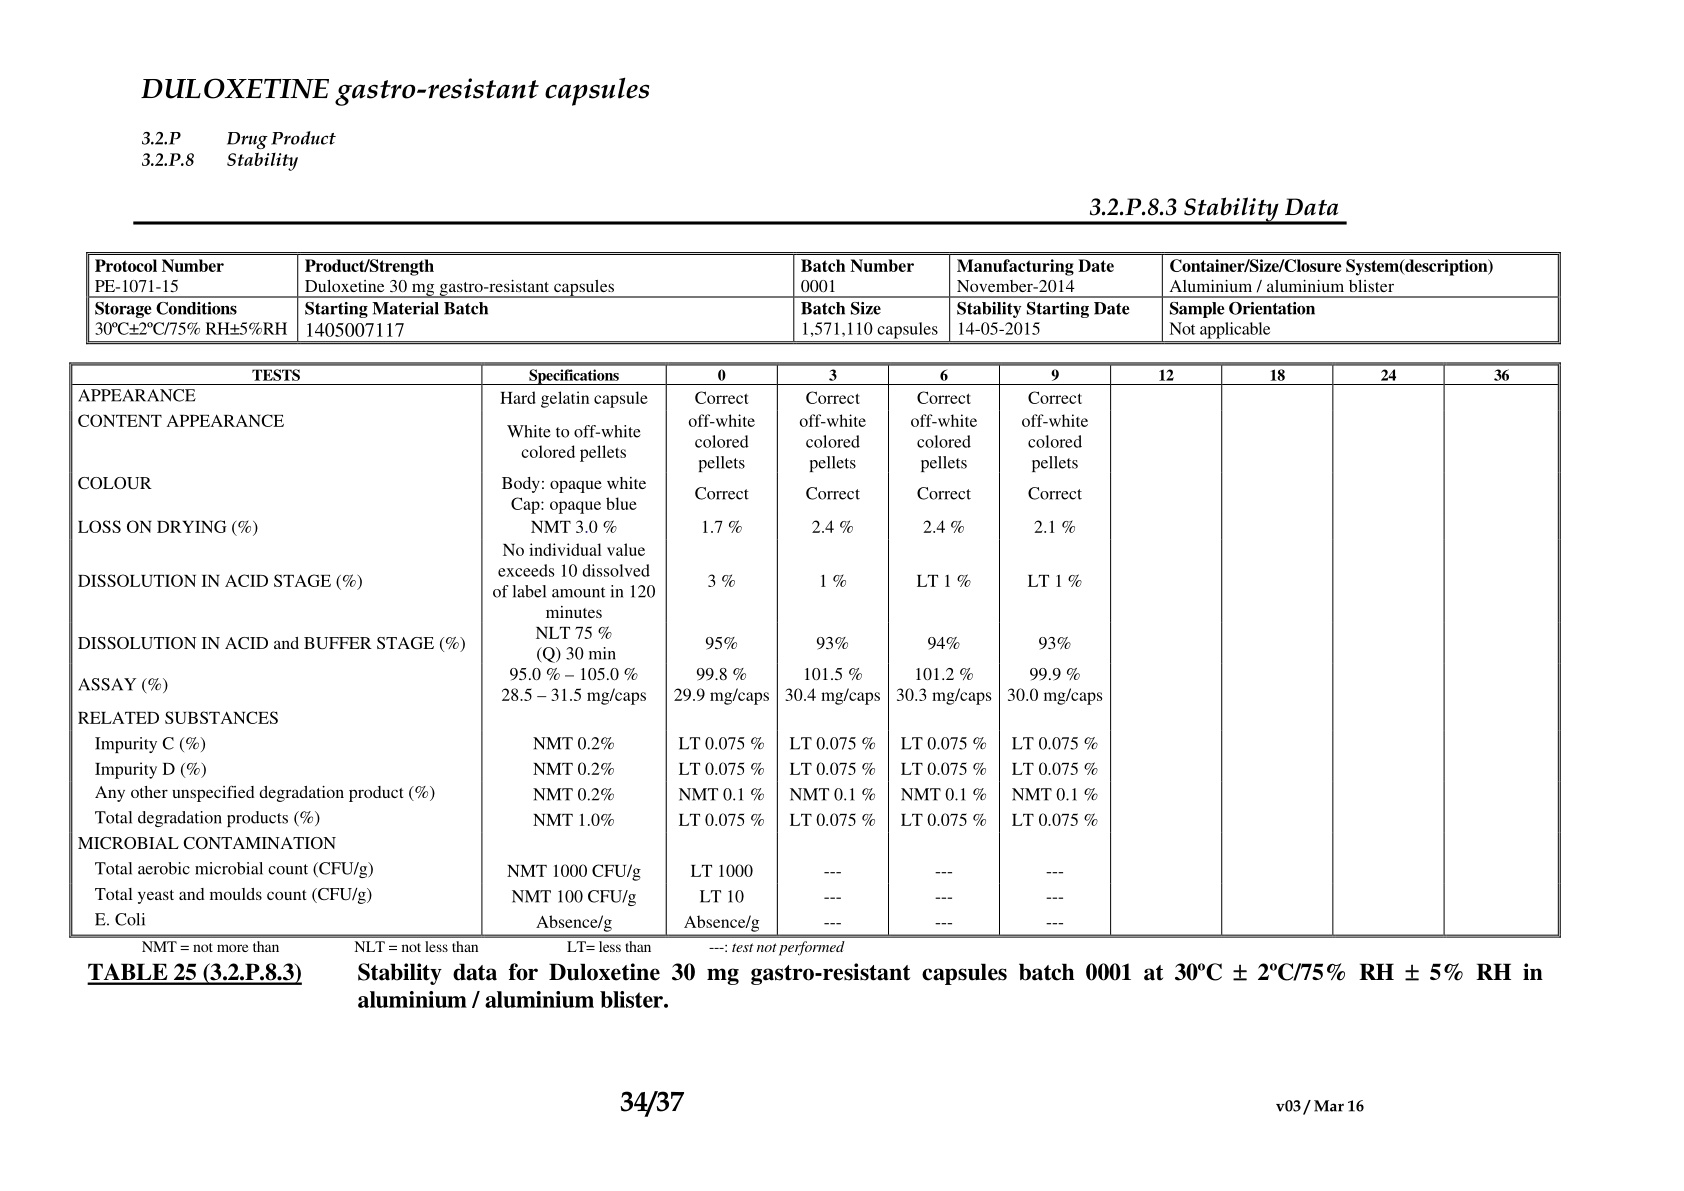 DULOXETINE gastro-resistant capsules
3.2.P Drug Product
3.2.P.8 Stability
3.2.P.8.3 Stability Data
Protocol Number Product/Strength Batch Number Manufacturing Date Container/Size/Closure System(description)
PE-1071-15 Duloxetine 30 mg gastro-resistant capsules 0001 November-2014 Aluminium / aluminium blister
Storage Conditions Starting Material Batch Batch Size Stability Starting Date Sample Orientation
30ºC±2ºC/75% RH±5%RH 1405007117 1,571,110 capsules 14-05-2015 Not applicable
TESTS Specifications 0 3 6 9 12 18 24 36
APPEARANCE Hard gelatin capsule Correct Correct Correct Correct
CONTENT APPEARANCE off-white off-white off-white off-white
White to off-white colored colored colored colored
colored pellets pellets pellets pellets pellets
COLOUR Body: opaque white
Cap: opaque blue Correct Correct Correct Correct
LOSS ON DRYING (%) NMT 3.0 % 1.7 % 2.4 % 2.4 % 2.1 %
No individual value
exceeds 10 dissolved
DISSOLUTION IN ACID STAGE (%) of label amount in 120 3 % 1 % LT 1 % LT 1 %
minutes
NLT 75 %
DISSOLUTION IN ACID and BUFFER STAGE (%) (Q) 30 min 95% 93% 94% 93%
95.0 % – 105.0 % 99.8 % 101.5 % 101.2 % 99.9 %
ASSAY (%) 28.5 – 31.5 mg/caps 29.9 mg/caps 30.4 mg/caps 30.3 mg/caps 30.0 mg/caps
RELATED SUBSTANCES
Impurity C (%) NMT 0.2% LT 0.075 % LT 0.075 % LT 0.075 % LT 0.075 %
Impurity D (%) NMT 0.2% LT 0.075 % LT 0.075 % LT 0.075 % LT 0.075 %
Any other unspecified degradation product (%) NMT 0.2% NMT 0.1 % NMT 0.1 % NMT 0.1 % NMT 0.1 %
Total degradation products (%) NMT 1.0% LT 0.075 % LT 0.075 % LT 0.075 % LT 0.075 %
MICROBIAL CONTAMINATION
Total aerobic microbial count (CFU/g) NMT 1000 CFU/g LT 1000 --- --- ---
Total yeast and moulds count (CFU/g) NMT 100 CFU/g LT 10 --- --- ---
E. Coli Absence/g Absence/g --- --- ---
NMT = not more than NLT = not less than LT= less than ---: test not performed
TABLE 25 (3.2.P.8.3) Stability data for Duloxetine 30 mg gastro-resistant capsules batch 0001 at 30ºC ± 2ºC/75% RH ± 5% RH in
aluminium / aluminium blister.
34/37
v03 / Mar 16